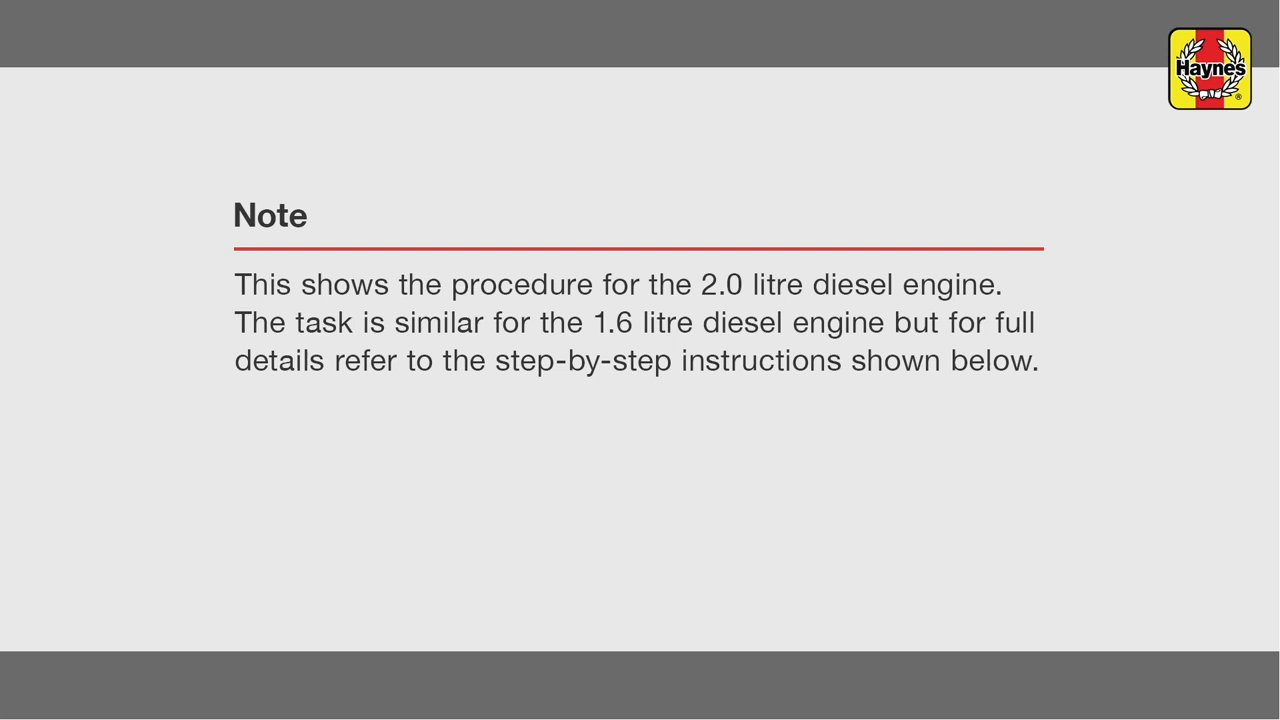 Haynes
®
Note
This shows the procedure for the 2.0 litre diesel engine.
The task is similar for the 1.6 litre diesel engine but for full
details refer to the step-by-step instructions shown below.